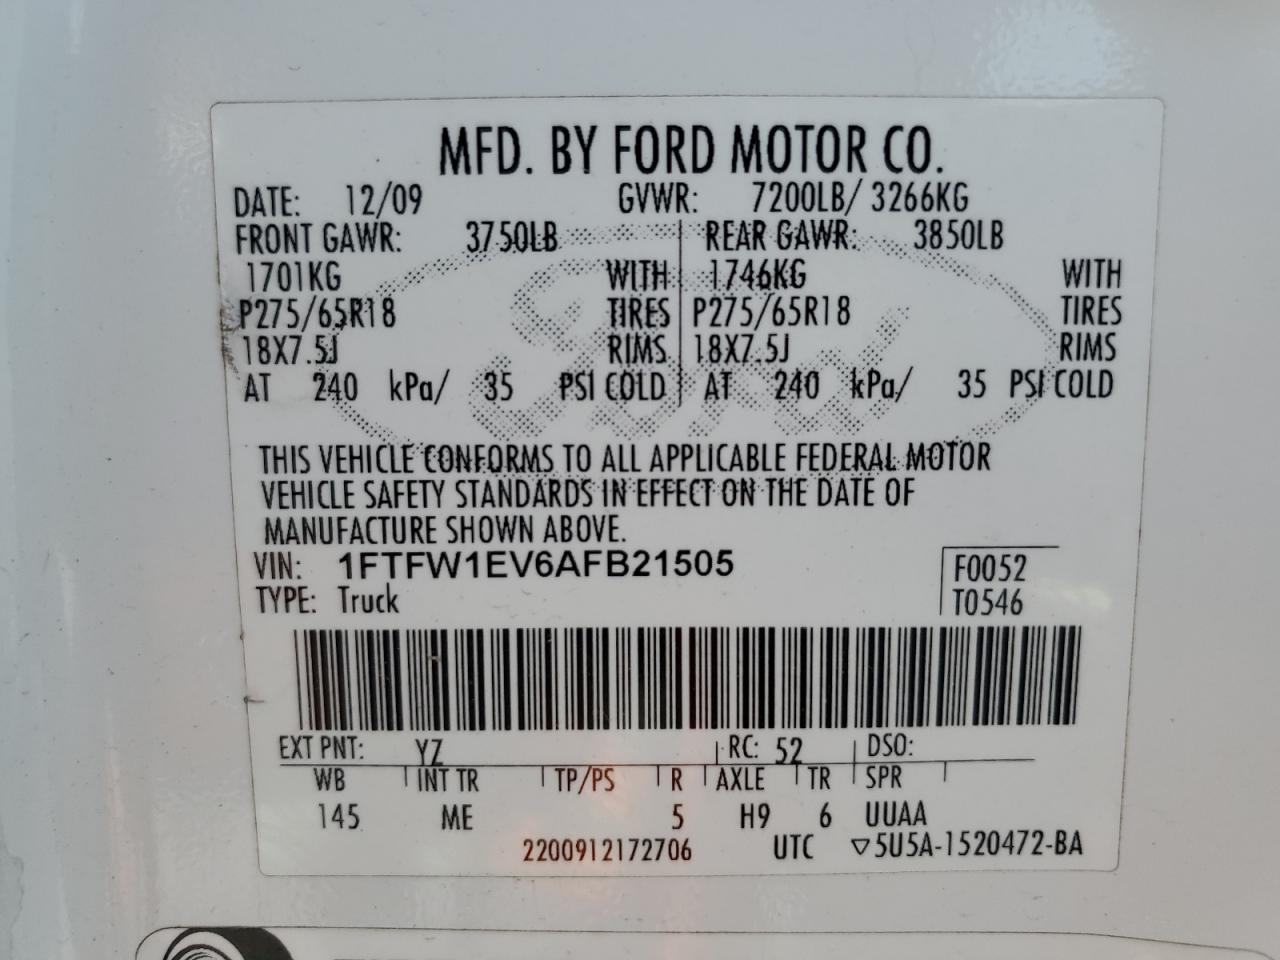 MFD. BY FORD MOTOR CO.
DATE: 12/09 GVWR: 7200LB/ 3266KG
FRONT GAWR: 3750LB REAR GAWR: 3850LB
1701KG WITH 1746KG WITH
P275/65R18 TIRES P275/65R18 TIRES
18X7.5J RIMS 18X7.5J RIMS
AT 240 kPa/ 35 PSI COLD AT 240 kPa/ 35 PSI COLD
Ford
THIS VEHICLE CONFORMS TO ALL APPLICABLE FEDERAL MOTOR
VEHICLE SAFETY STANDARDS IN EFFECT ON THE DATE OF
MANUFACTURE SHOWN ABOVE.
VIN: 1FTFW1EV6AFB21505 F0052
TYPE: Truck T0546
EXT PNT: YZ RC: 52 DSO:
WB INT TR TP/PS R AXLE TR SPR
145 ME 5 H9 6 UUAA
2200912172706 UTC ▽5U5A-1520472-BA